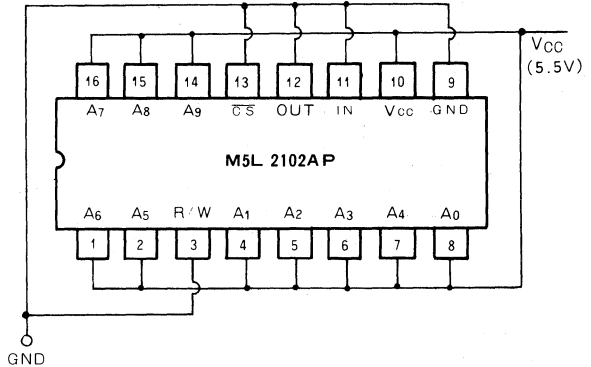 VCC
(5.5V)
16 15 14 13 12 11 10 9
A7 A8 A9 CS OUT IN VCC GND
M5L 2102AP
A6 A5 R/W A1 A2 A3 A4 A0
1 2 3 4 5 6 7 8
GND